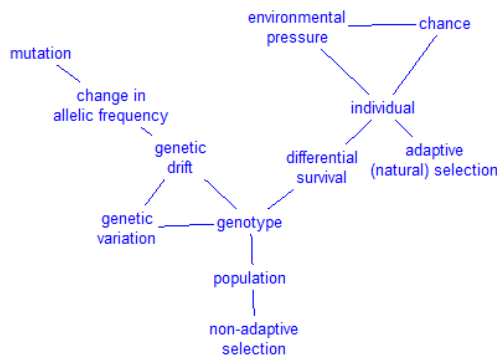 environmental
pressure
chance
mutation
change in
allelic frequency
individual
genetic
drift
differential
survival
adaptive
(natural) selection
genetic
variation
genotype
population
non-adaptive
selection